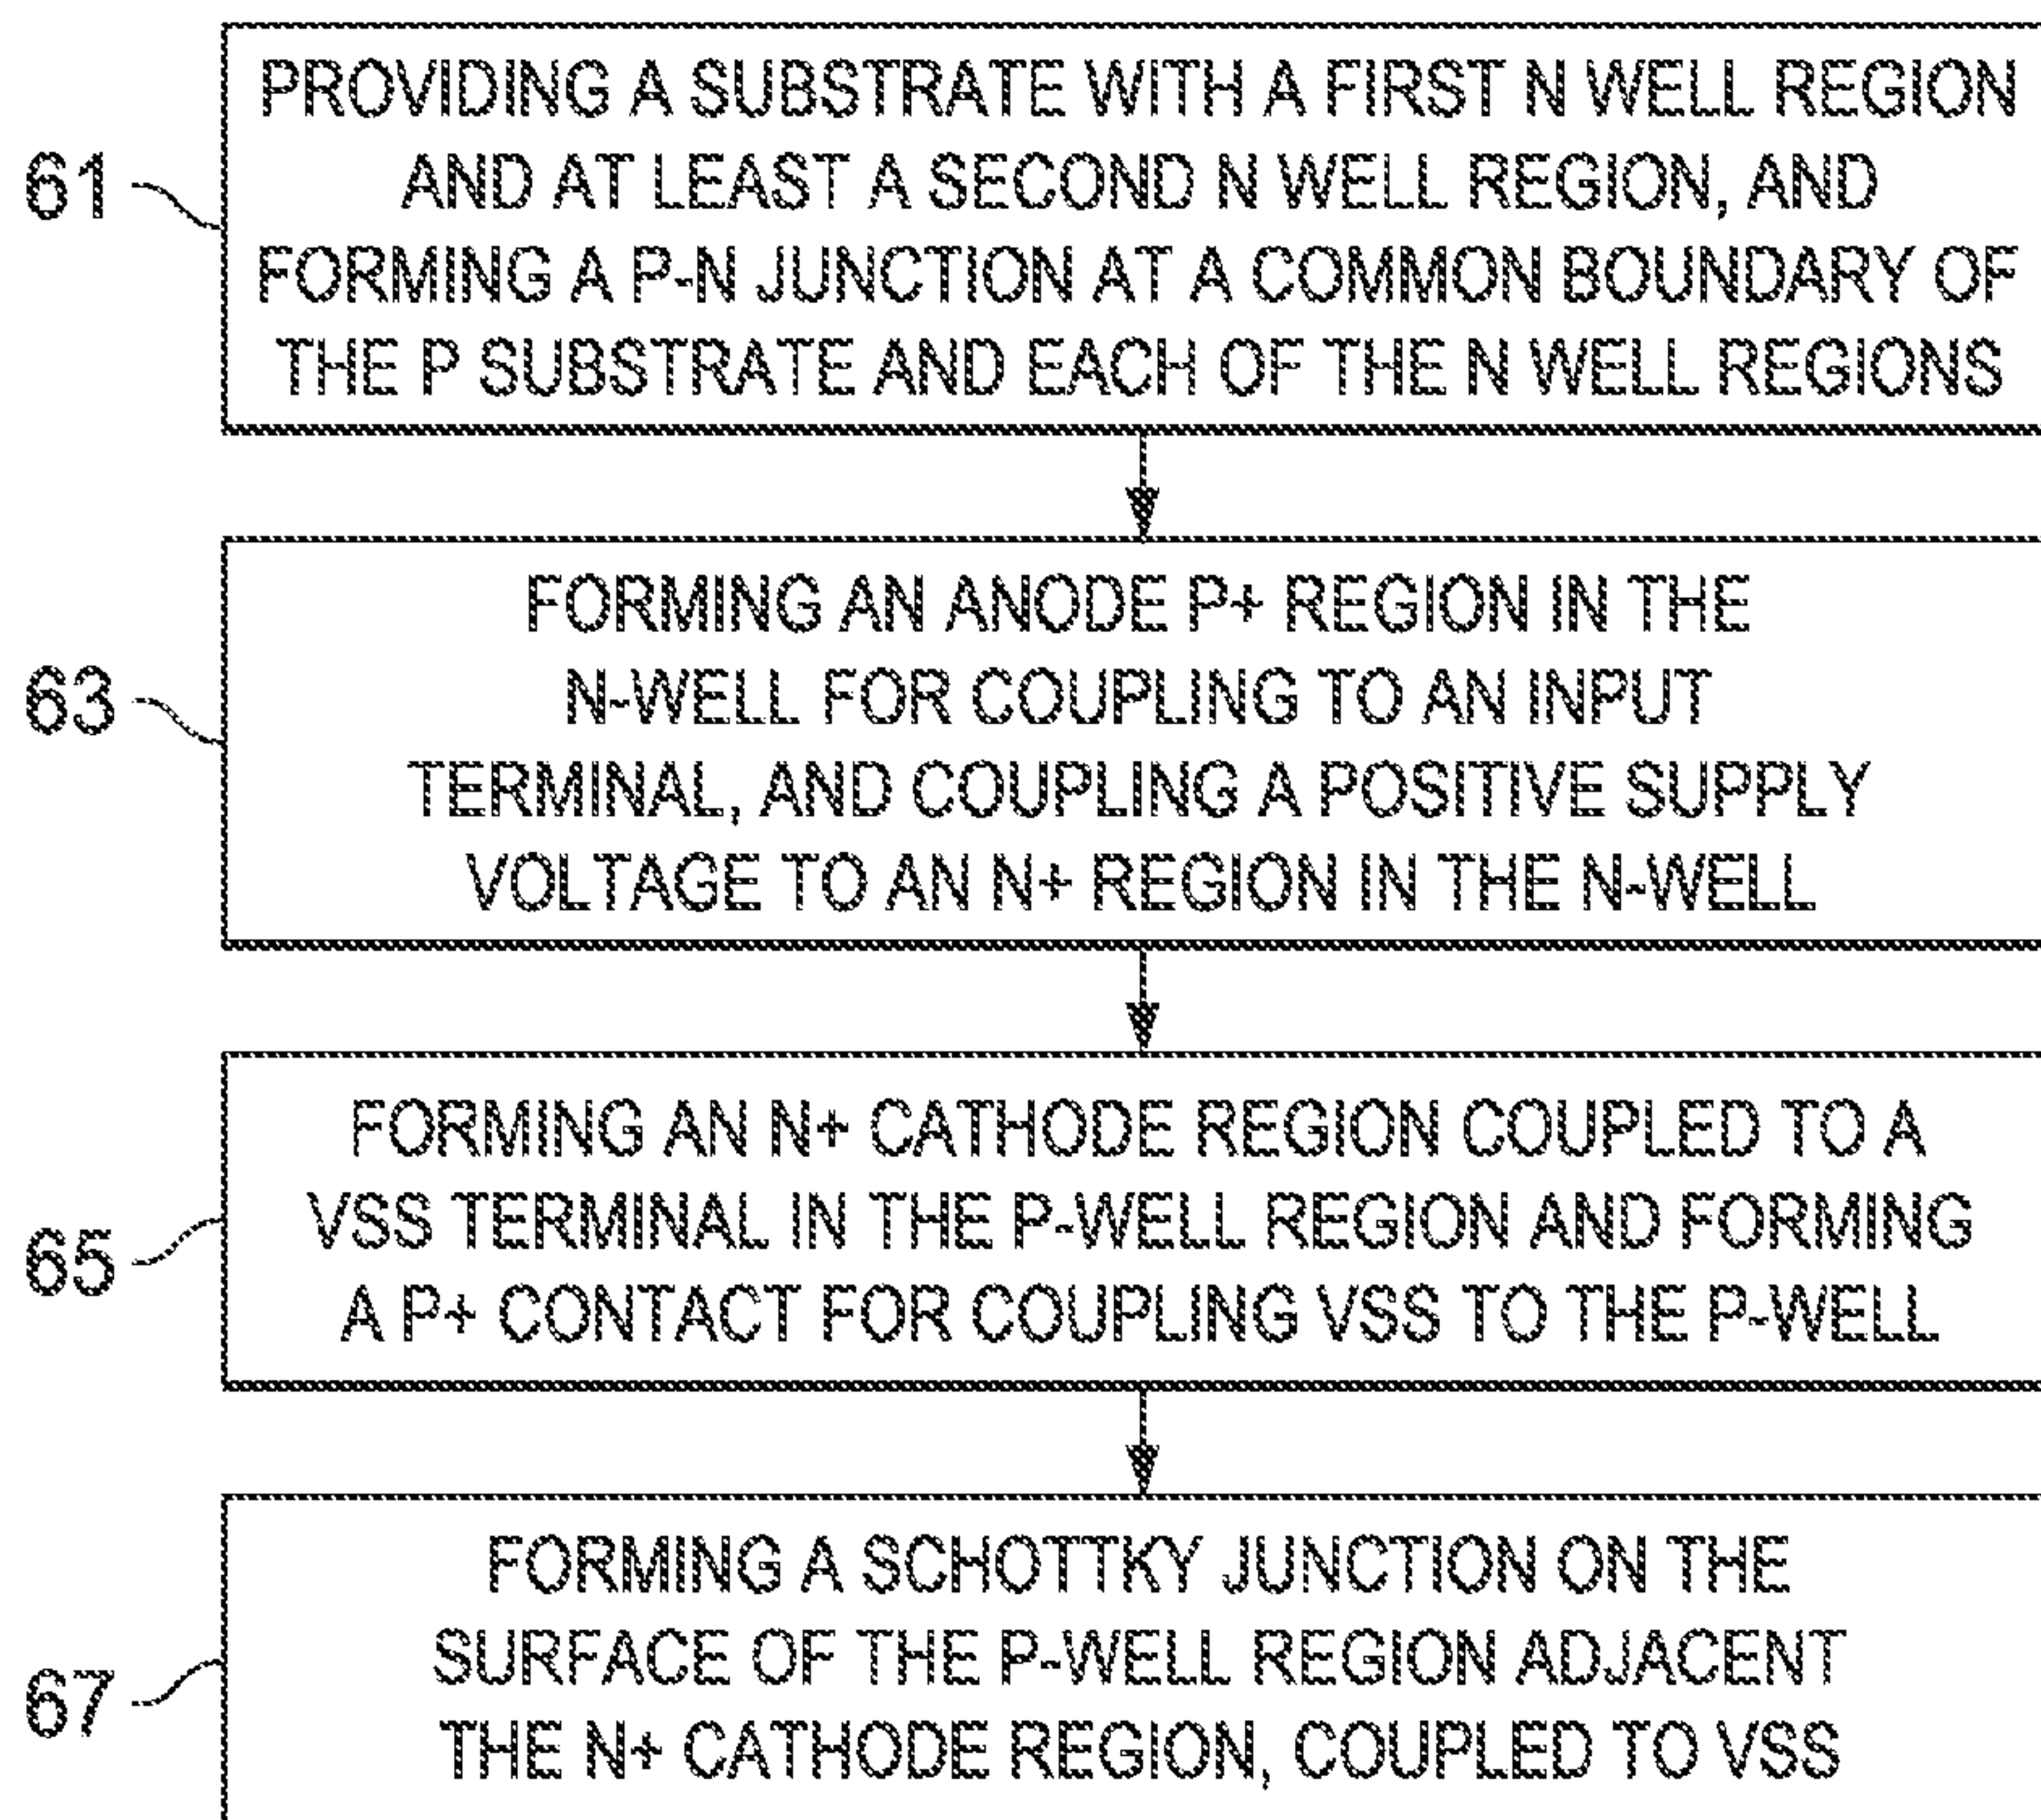 PROVIDING A SUBSTRATE WITH A FIRST N WELL REGION
61
AND AT LEAST A SECOND N WELL REGION, AND
FORMING A P-N JUNCTION AT A COMMON BOUNDARY OF
THE P SUBSTRATE AND EACH OF THE N WELL REGIONS
FORMING AN ANODE P+ REGION IN THE
63
N-WELL FOR COUPLING TO AN INPUT
TERMINAL, AND COUPLING A POSITIVE SUPPLY
VOLTAGE TO AN N+ REGION IN THE N-WELL
FORMING AN N+ CATHODE REGION COUPLED TO A
VSS TERMINAL IN THE P-WELL REGION AND FORMING
65
A P+ CONTACT FOR COUPLING VSS TO THE P-WELL
FORMING A SCHOTTKY JUNCTION ON THE
SURFACE OF THE P-WELL REGION ADJACENT
67
THE N+ CATHODE REGION, COUPLED TO VSS